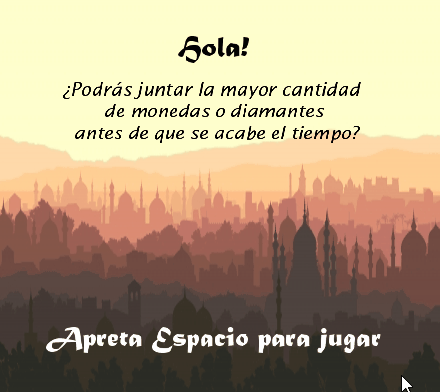 Hola!
¿Podrás juntar la mayor cantidad
de monedas o diamantes
antes de que se acabe el tiempo?
Apreta Espacio para jugar